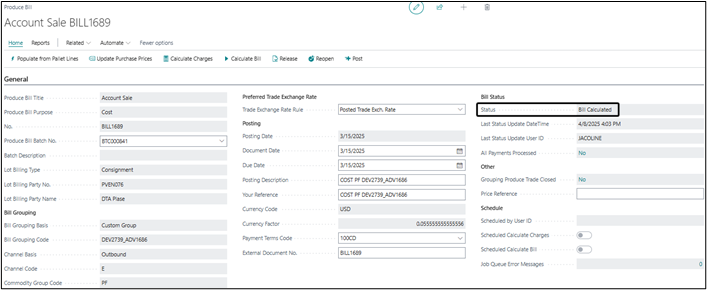 Produce Bill
Account Sale BILL1689
Home Reports Related Automate Fewer options
Populate from Pallet Lines Update Purchase Prices Calculate Charges Calculate Bill Release Reopen Post
General
Produce Bill Title Account Sale
Produce Bill Purpose Cost
No. BILL1689
Produce Bill Batch No. BTC000841
Batch Description
Lot Billing Type Consignment
Lot Billing Party No. PVEN076
Lot Billing Party Name DTA Plase
Bill Grouping
Bill Grouping Basis Custom Group
Bill Grouping Code DEV2739_ADV1686
Channel Basis Outbound
Channel Code E
Commodity Group Code PF
Preferred Trade Exchange Rate
Trade Exchange Rate Rule Posted Trade Exch. Rate
Posting
Posting Date 3/15/2025
Document Date 3/15/2025
Due Date 3/15/2025
Posting Description COST PF DEV2739_ADV1686
Your Reference COST PF DEV2739_ADV1686
Currency Code USD
Currency Factor 0.0555555555555556
Payment Terms Code 100CD
External Document No. BILL1689
Bill Status
Status Bill Calculated
Last Status Update DateTime 4/8/2025 4:03 PM
Last Status Update User ID JACOLINE
All Payments Processed No
Other
Grouping Produce Trade Closed No
Price Reference
Schedule
Scheduled by User ID
Scheduled Calculate Charges
Scheduled Calculate Bill
Job Queue Error Messages 0